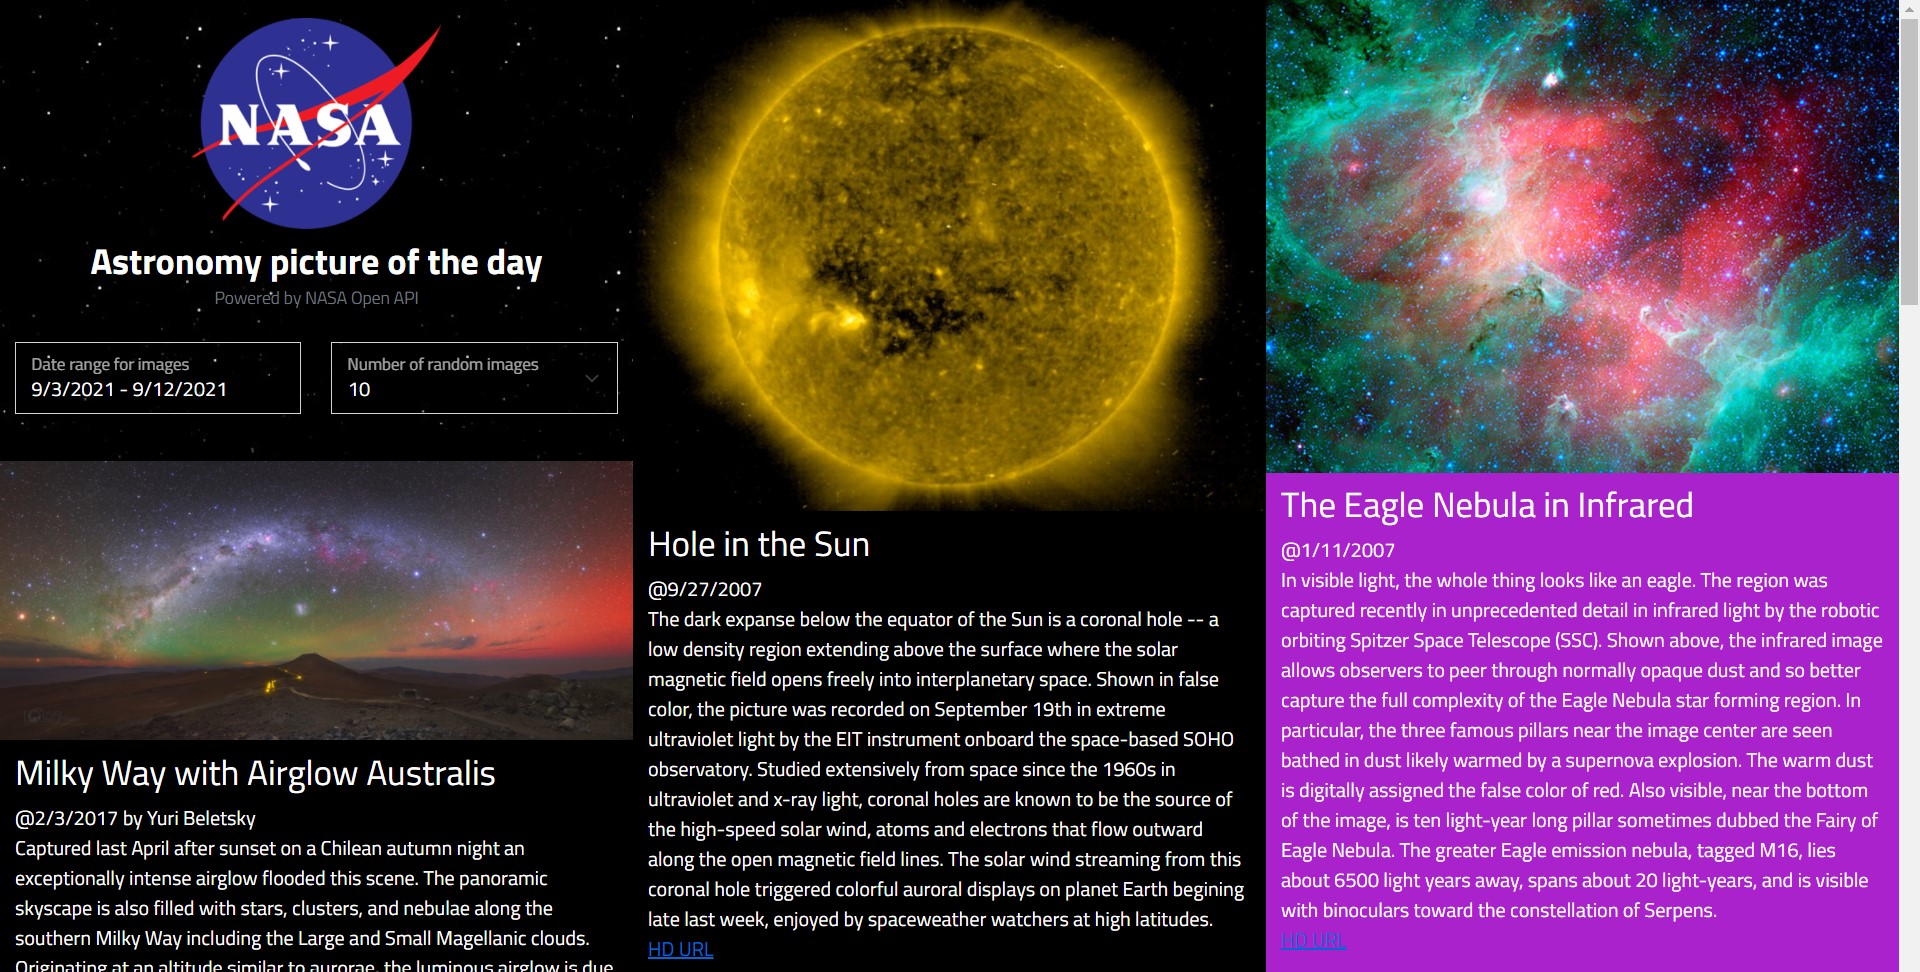 NASA
Astronomy picture of the day
Powered by NASA Open API
Date range for images
9/3/2021 - 9/12/2021
Number of random images
10
Milky Way with Airglow Australis
@2/3/2017 by Yuri Beletsky
Captured last April after sunset on a Chilean autumn night an
exceptionally intense airglow flooded this scene. The panoramic
skyscape is also filled with stars, clusters, and nebulae along the
southern Milky Way including the Large and Small Magellanic clouds.
Originating at an altitude similar to aurorae, the luminous airglow is due
Hole in the Sun
@9/27/2007
The dark expanse below the equator of the Sun is a coronal hole -- a
low density region extending above the surface where the solar
magnetic field opens freely into interplanetary space. Shown in false
color, the picture was recorded on September 19th in extreme
ultraviolet light by the EIT instrument onboard the space-based SOHO
observatory. Studied extensively from space since the 1960s in
ultraviolet and x-ray light, coronal holes are known to be the source of
the high-speed solar wind, atoms and electrons that flow outward
along the open magnetic field lines. The solar wind streaming from this
coronal hole triggered colorful auroral displays on planet Earth begining
late last week, enjoyed by spaceweather watchers at high latitudes.
HD URL
The Eagle Nebula in Infrared
@1/11/2007
In visible light, the whole thing looks like an eagle. The region was
captured recently in unprecedented detail in infrared light by the robotic
orbiting Spitzer Space Telescope (SSC). Shown above, the infrared image
allows observers to peer through normally opaque dust and so better
capture the full complexity of the Eagle Nebula star forming region. In
particular, the three famous pillars near the image center are seen
bathed in dust likely warmed by a supernova explosion. The warm dust
is digitally assigned the false color of red. Also visible, near the bottom
of the image, is ten light-year long pillar sometimes dubbed the Fairy of
Eagle Nebula. The greater Eagle emission nebula, tagged M16, lies
about 6500 light years away, spans about 20 light-years, and is visible
with binoculars toward the constellation of Serpens.
HD URL